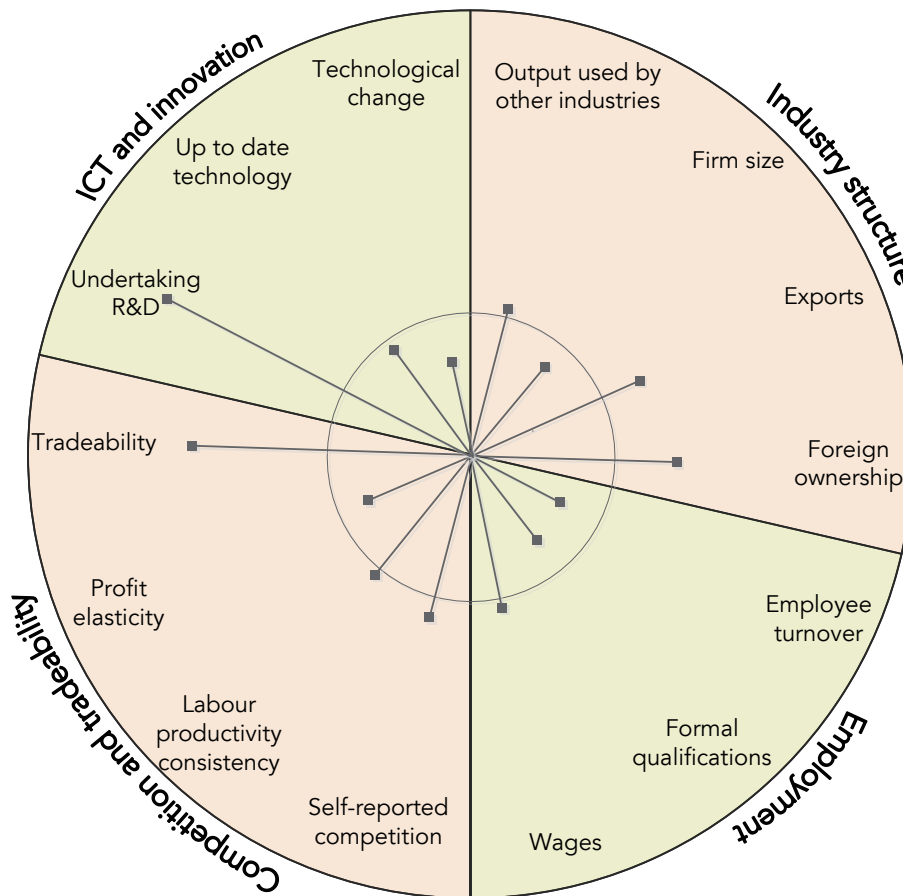 ICT and innovation
Technological
change
Up to date
technology
Undertaking
R&D
Industry structure
Output used by
other industries
Firm size
Exports
Foreign
ownership
Competition and tradeability
Tradeability
Profit
elasticity
Labour
productivity
consistency
Self-reported
competition
Employment
Employee
turnover
Formal
qualifications
Wages